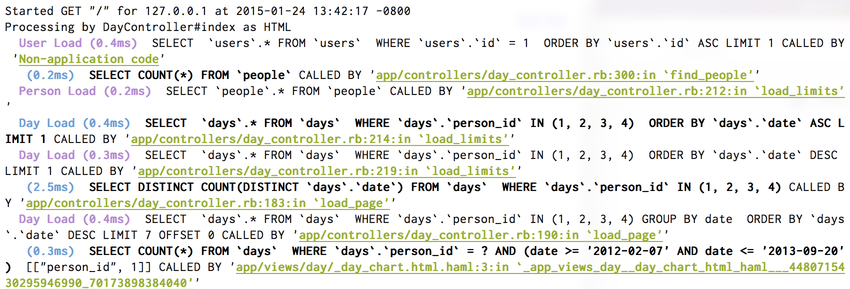 Started GET "/" for 127.0.0.1 at 2015-01-24 13:42:17 -0800
Processing by DayController#index as HTML
User Load (0.4ms)  SELECT  `users`.* FROM `users`  WHERE `users`.`id` = 1  ORDER BY `users`.`id` ASC LIMIT 1 CALLED BY
'Non-application code'
(0.2ms)  SELECT COUNT(*) FROM `people` CALLED BY 'app/controllers/day_controller.rb:300:in `find_people''
Person Load (0.2ms)  SELECT `people`.* FROM `people` CALLED BY 'app/controllers/day_controller.rb:212:in `load_limits'
'
Day Load (0.4ms)  SELECT  `days`.* FROM `days`  WHERE `days`.`person_id` IN (1, 2, 3, 4)  ORDER BY `days`.`date` ASC L
IMIT 1 CALLED BY 'app/controllers/day_controller.rb:214:in `load_limits''
Day Load (0.3ms)  SELECT  `days`.* FROM `days`  WHERE `days`.`person_id` IN (1, 2, 3, 4)  ORDER BY `days`.`date` DESC
LIMIT 1 CALLED BY 'app/controllers/day_controller.rb:219:in `load_limits''
(2.5ms)  SELECT DISTINCT COUNT(DISTINCT `days`.`date`) FROM `days`  WHERE `days`.`person_id` IN (1, 2, 3, 4) CALLED B
Y 'app/controllers/day_controller.rb:183:in `load_page''
Day Load (0.4ms)  SELECT  `days`.* FROM `days`  WHERE `days`.`person_id` IN (1, 2, 3, 4) GROUP BY date  ORDER BY `days
`.`date` DESC LIMIT 7 OFFSET 0 CALLED BY 'app/controllers/day_controller.rb:190:in `load_page''
(0.3ms)  SELECT COUNT(*) FROM `days`  WHERE `days`.`person_id` = ? AND (date >= '2012-02-07' AND date <= '2013-09-20'
)  [["person_id", 1]] CALLED BY 'app/views/day/_day_chart.html.haml:3:in `_app_views_day__day_chart_html_haml___44807154
30295946990_70173898384040''